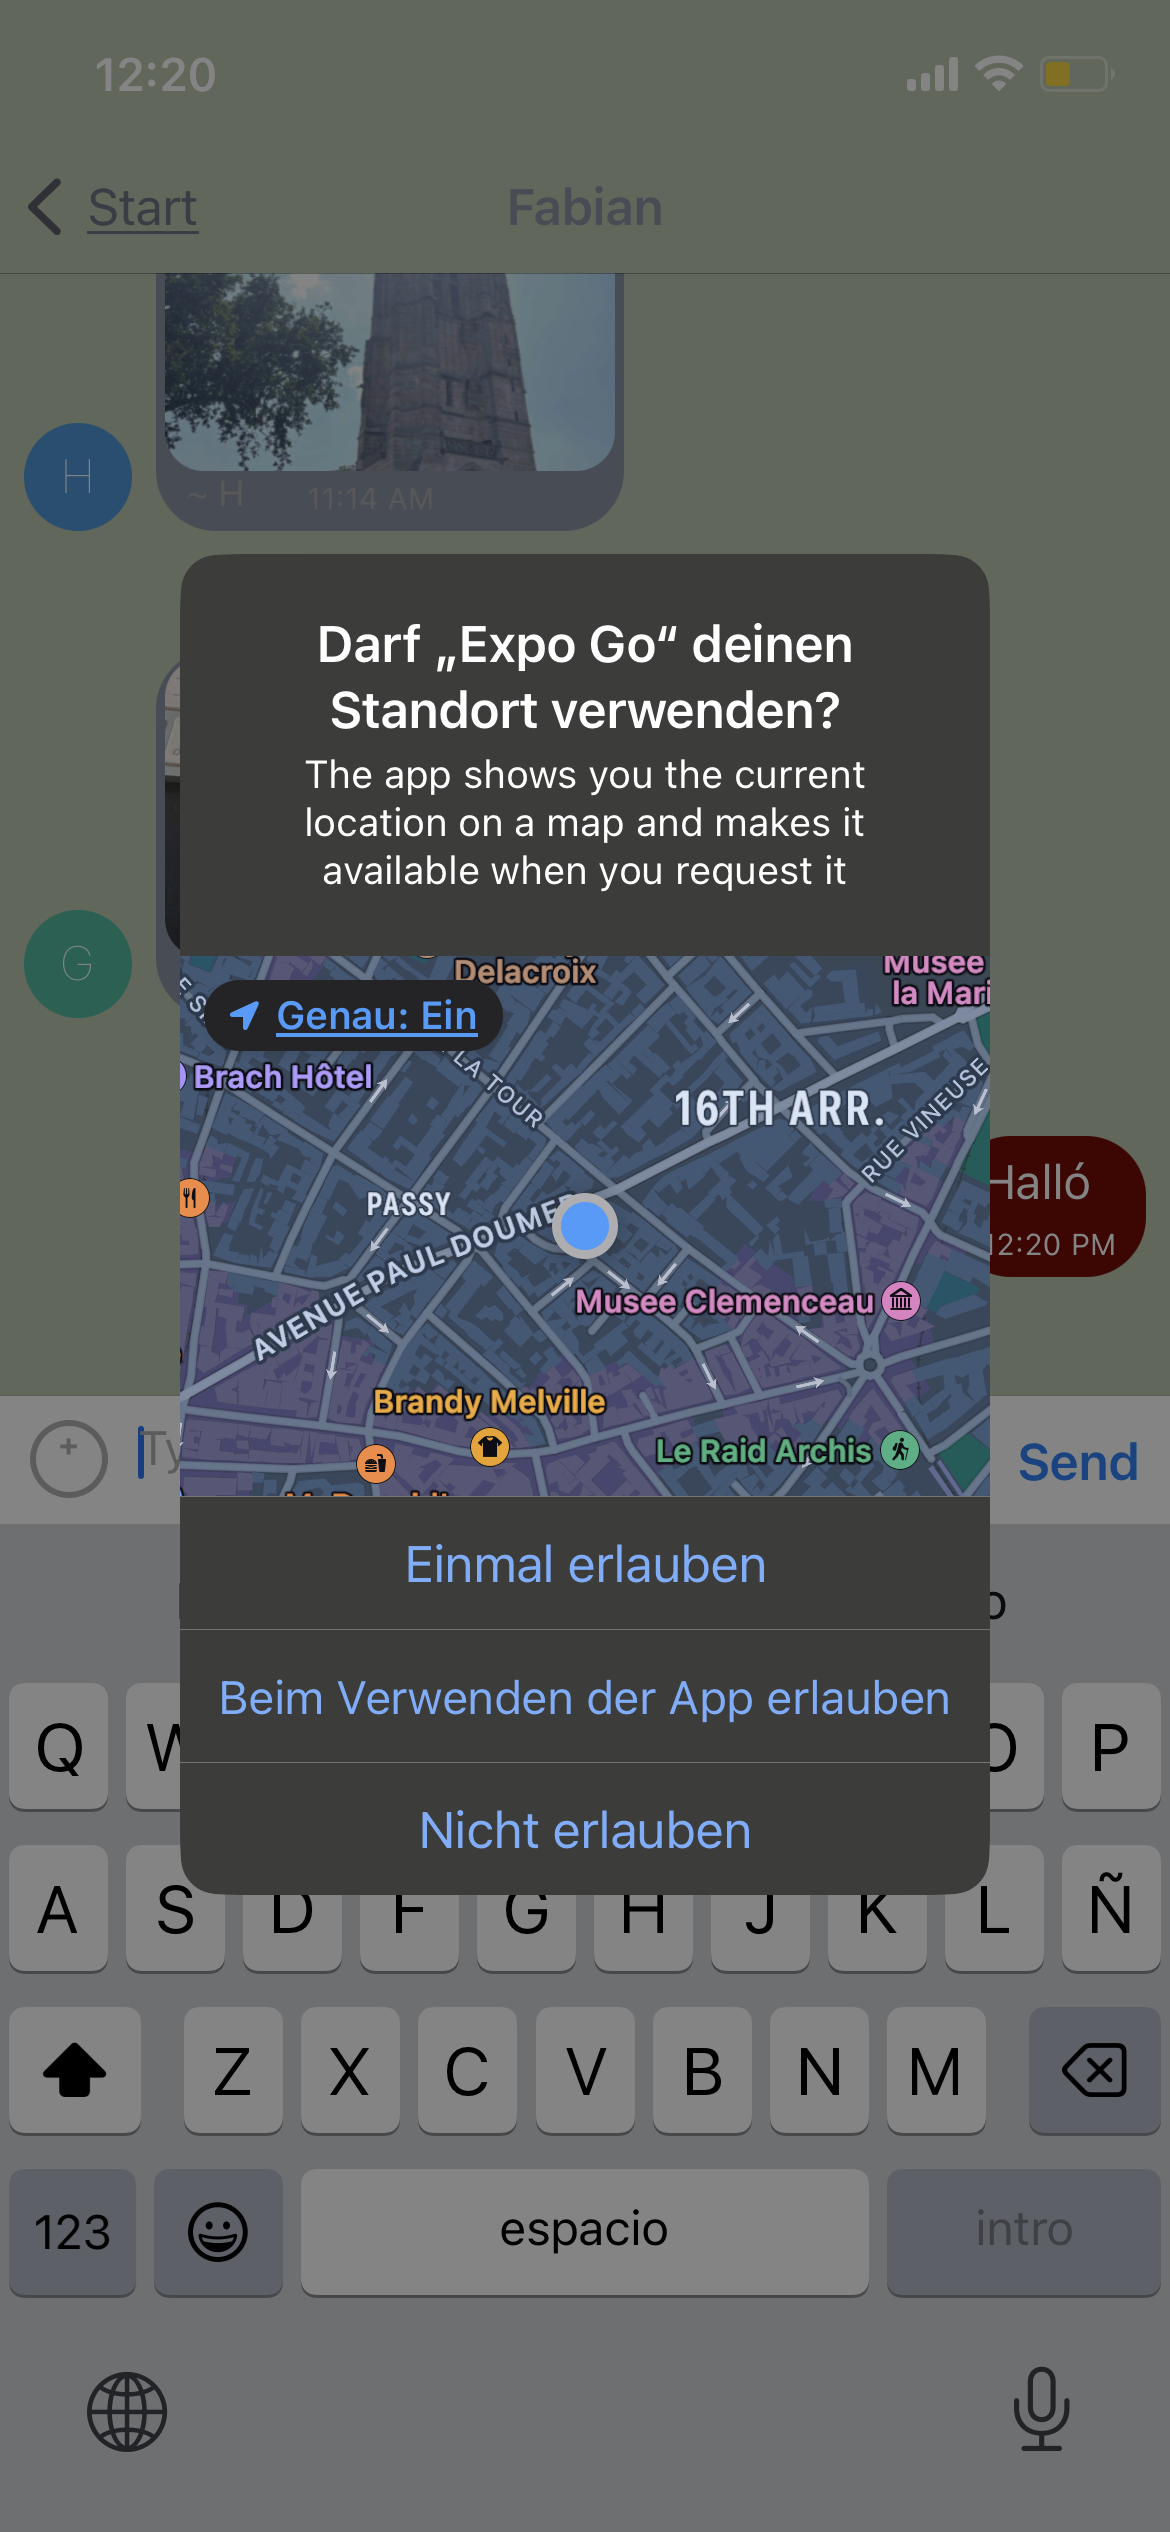 12:20
Start
Fabian
H
~ H 11:14 AM
Darf „Expo Go“ deinen
Standort verwenden?
The app shows you the current
location on a map and makes it
available when you request it
G
Delacroix
Musée
la Mari
Genau: Ein
Brach Hôtel
LA TOUR
16TH ARR.
RUE VINEUSE
Halló
12:20 PM
PASSY
AVENUE PAUL DOUMER
Musee Clemenceau
Brandy Melville
Le Raid Archis
Ty
Send
Einmal erlauben
Beim Verwenden der App erlauben
Nicht erlauben
Q W O P
A S D F G H J K L Ñ
Z X C V B N M
123 espacio intro